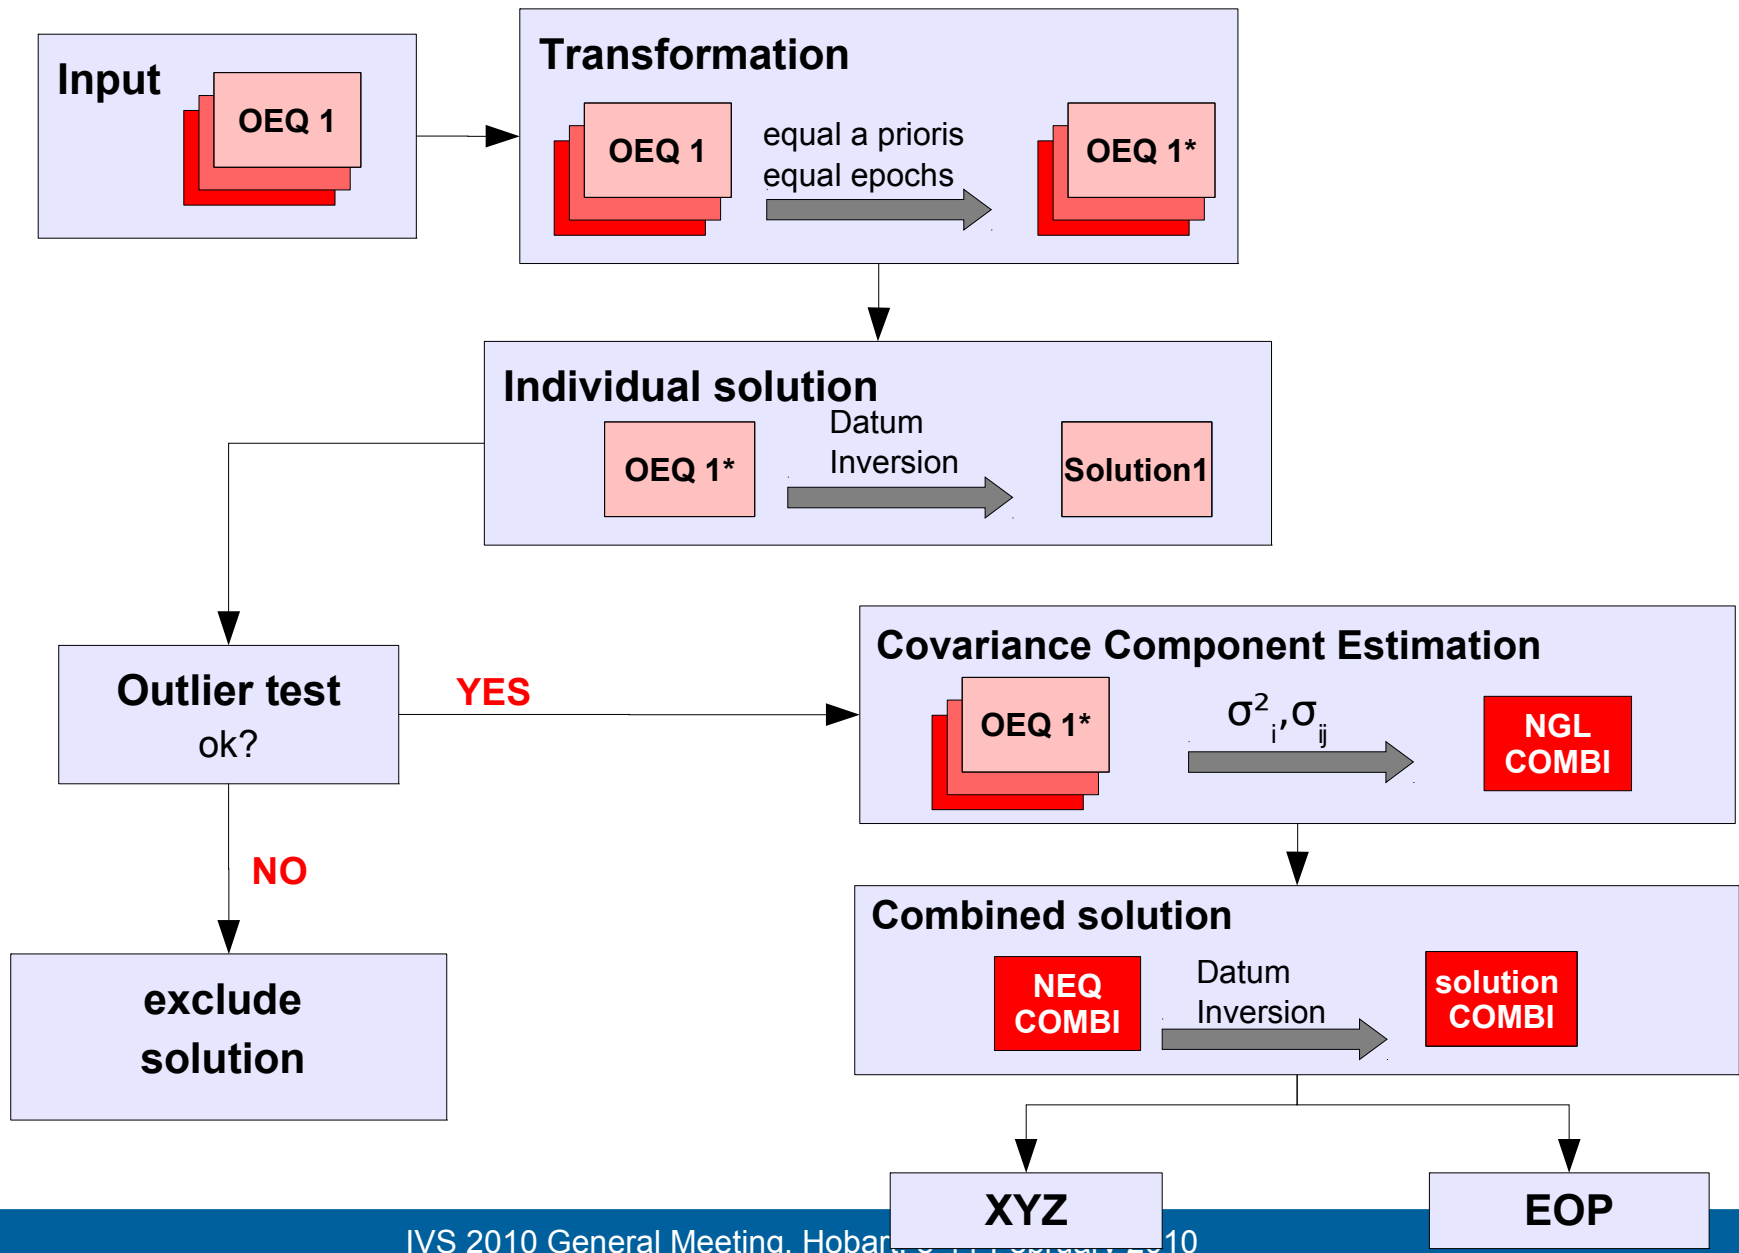 Input
OEQ 1
Transformation
OEQ 1
equal a prioris
equal epochs
OEQ 1*
Individual solution
OEQ 1*
Datum
Inversion
Solution1
Outlier test
ok?
YES
NO
exclude
solution
Covariance Component Estimation
OEQ 1*
σ²i,σij
NGL
COMBI
Combined solution
NEQ
COMBI
Datum
Inversion
solution
COMBI
XYZ
EOP
IVS 2010 General Meeting, Hobart, February 2010